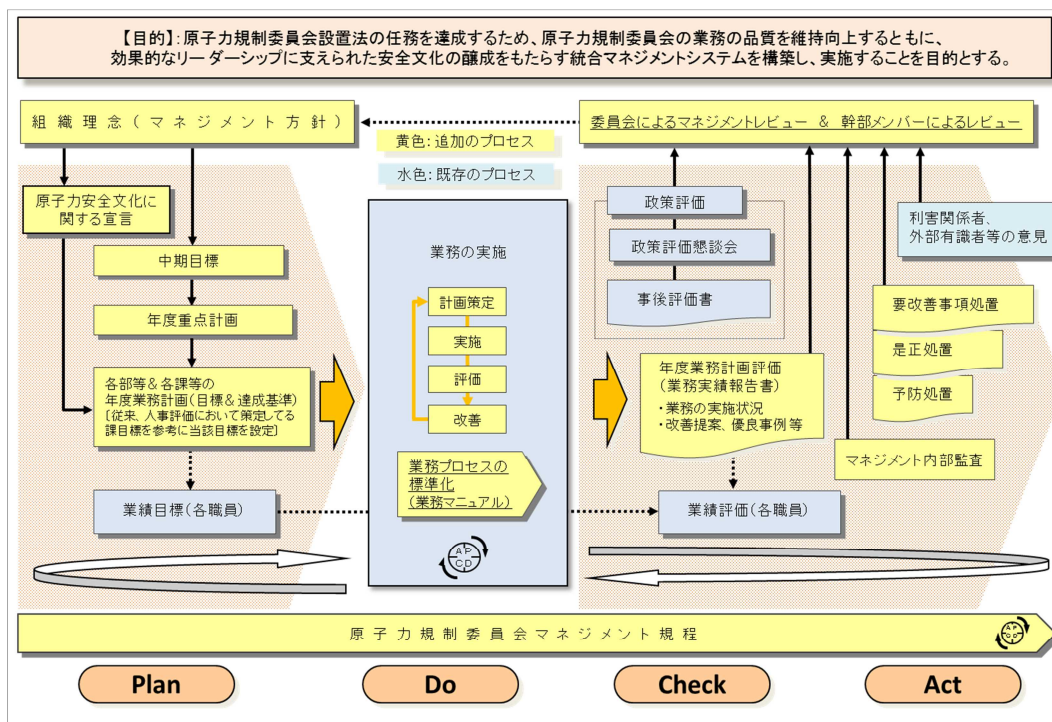 【目的】:原子力規制委員会設置法の任務を達成するため、原子力規制委員会の業務の品質を維持向上するともに、
効果的なリーダーシップに支えられた安全文化の醸成をもたらす統合マネジメントシステムを構築し、実施することを目的とする。
組織理念(マネジメント方針)
委員会によるマネジメントレビュー & 幹部メンバーによるレビュー
黄色:追加のプロセス
水色:既存のプロセス
原子力安全文化に
関する宣言
中期目標
年度重点計画
各部等&各課等の
年度業務計画(目標&達成基準)
〔従来、人事評価において策定してる
課目標を参考に当該目標を設定〕
業績目標(各職員)
業務の実施
計画策定
実施
評価
改善
業務プロセスの
標準化
(業務マニュアル)
A P
C D
政策評価
政策評価懇談会
事後評価書
年度業務計画評価
(業務実績報告書)
・業務の実施状況
・改善提案、優良事例等
業績評価(各職員)
利害関係者、
外部有識者等の意見
要改善事項処置
是正処置
予防処置
マネジメント内部監査
原子力規制委員会マネジメント規程
A P
C D
Plan
Do
Check
Act